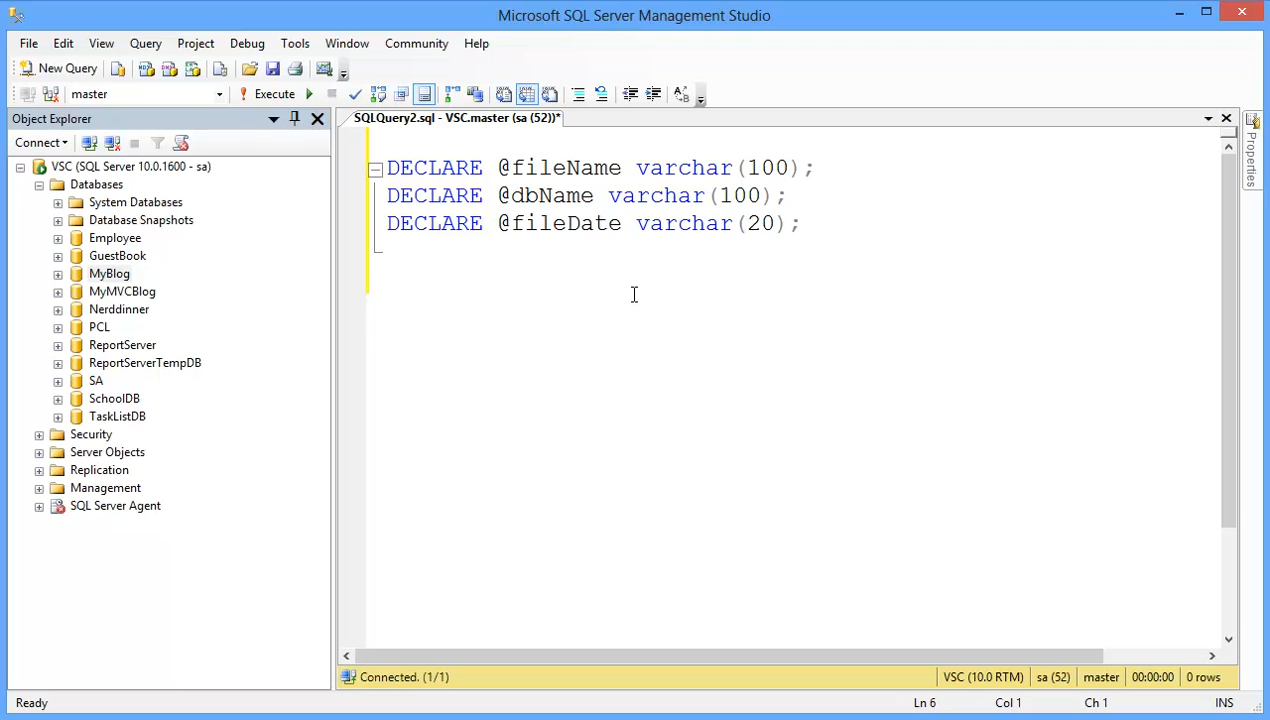 Microsoft SQL Server Management Studio
File Edit View Query Project Debug Tools Window Community Help
New Query
master Execute
Object Explorer
SQLQuery2.sql - VSC.master (sa (52))*
Connect
VSC (SQL Server 10.0.1600 - sa)
Databases
System Databases
Database Snapshots
Employee
GuestBook
MyBlog
MyMVCBlog
Nerddinner
PCL
ReportServer
ReportServerTempDB
SA
SchoolDB
TaskListDB
Security
Server Objects
Replication
Management
SQL Server Agent
DECLARE @fileName varchar(100);
DECLARE @dbName varchar(100);
DECLARE @fileDate varchar(20);
Properties
Connected. (1/1) VSC (10.0 RTM) sa (52) master 00:00:00 0 rows
Ready Ln 6 Col 1 Ch 1 INS